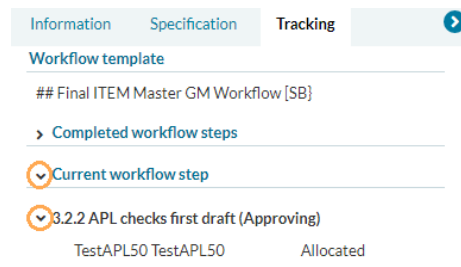 Information Specification Tracking
Workflow template
## Final ITEM Master GM Workflow [SB}
Completed workflow steps
Current workflow step
3.2.2 APL checks first draft (Approving)
TestAPL50 TestAPL50 Allocated